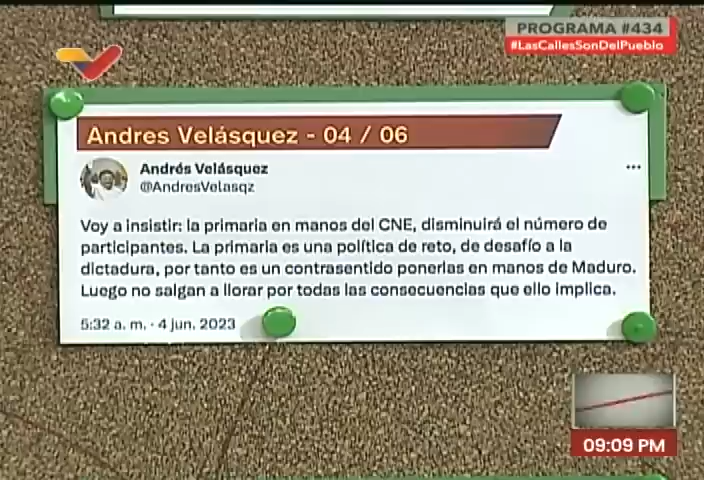 PROGRAMA #434
#LasCallesSonDelPueblo
Andres Velásquez - 04 / 06
Andrés Velásquez
@AndresVelasqz
Voy a insistir: la primaria en manos del CNE, disminuirá el número de
participantes. La primaria es una política de reto, de desafío a la
dictadura, por tanto es un contrasentido ponerlas en manos de Maduro.
Luego no salgan a llorar por todas las consecuencias que ello implica.
5:32 a. m. · 4 jun. 2023
09:09 PM